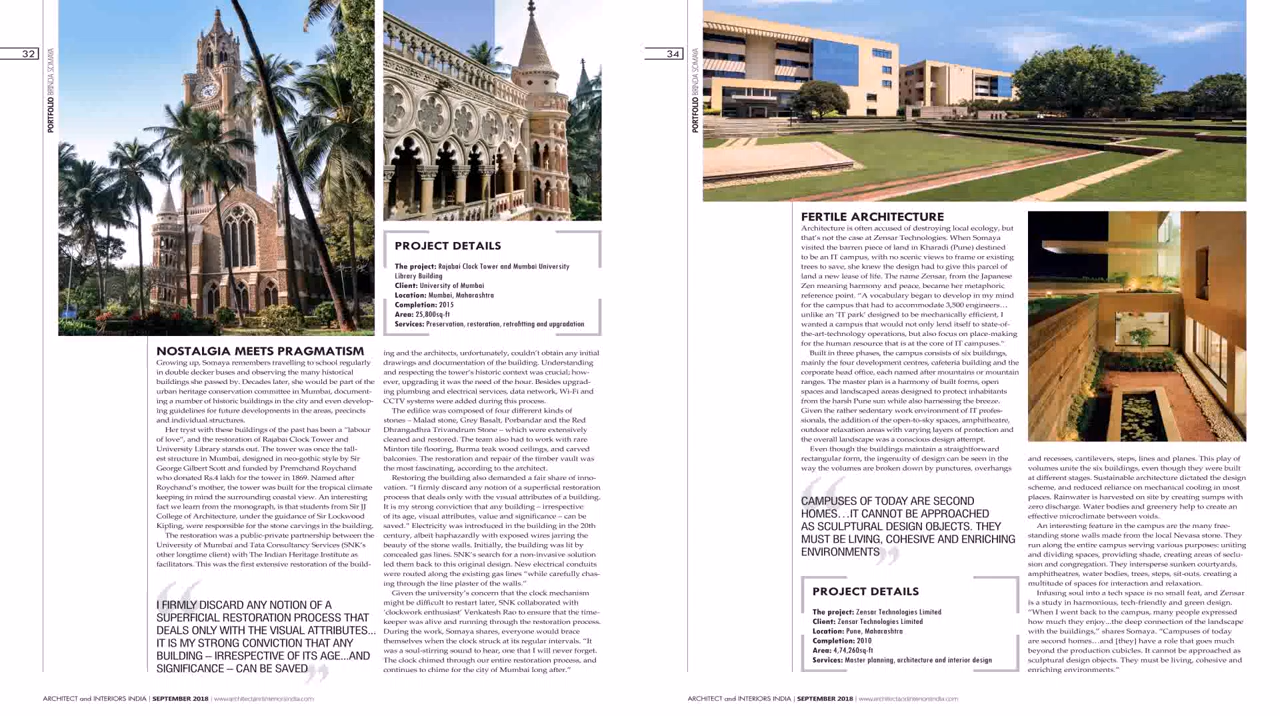 32
PORTFOLIO BRINDA SOMAYA
PROJECT DETAILS
The project: Rajabai Clock Tower and Mumbai University
Library Building
Client: University of Mumbai
Location: Mumbai, Maharashtra
Completion: 2015
Area: 25,800sq-ft
Services: Preservation, restoration, retrofitting and upgradation
NOSTALGIA MEETS PRAGMATISM
Growing up, Somaya remembers travelling to school regularly
in double decker buses and observing the many historical
buildings she passed by. Decades later, she would be part of the
urban heritage conservation committee in Mumbai, document-
ing a number of historic buildings in the city and even develop-
ing guidelines for future developments in the areas, precincts
and individual structures.
Her tryst with these buildings of the past has been a "labour
of love", and the restoration of Rajabai Clock Tower and
University Library stands out. The tower was once the tall-
est structure in Mumbai, designed in neo-gothic style by Sir
George Gilbert Scott and funded by Premchand Roychand
who donated Rs.4 lakh for the tower in 1869. Named after
Roychand's mother, the tower was built for the tropical climate
keeping in mind the surrounding coastal view. An interesting
fact we learn from the monograph, is that students from Sir JJ
College of Architecture, under the guidance of Sir Lockwood
Kipling, were responsible for the stone carvings in the building.
The restoration was a public-private partnership between the
University of Mumbai and Tata Consultancy Services (SNK's
other longtime client) with The Indian Heritage Institute as
facilitators. This was the first extensive restoration of the build-
I FIRMLY DISCARD ANY NOTION OF A
SUPERFICIAL RESTORATION PROCESS THAT
DEALS ONLY WITH THE VISUAL ATTRIBUTES...
IT IS MY STRONG CONVICTION THAT ANY
BUILDING – IRRESPECTIVE OF ITS AGE...AND
SIGNIFICANCE – CAN BE SAVED
ing and the architects, unfortunately, couldn't obtain any initial
drawings and documentation of the building. Understanding
and respecting the tower's historic context was crucial; how-
ever, upgrading it was the need of the hour. Besides upgrad-
ing plumbing and electrical services, data network, Wi-Fi and
CCTV systems were added during this process.
The edifice was composed of four different kinds of
stones – Malad stone, Grey Basalt, Porbandar and the Red
Dhrangadhra Trivandrum Stone – which were extensively
cleaned and restored. The team also had to work with rare
Minton tile flooring, Burma teak wood ceilings, and carved
balconies. The restoration and repair of the timber vault was
the most fascinating, according to the architect.
Restoring the building also demanded a fair share of inno-
vation. "I firmly discard any notion of a superficial restoration
process that deals only with the visual attributes of a building.
It is my strong conviction that any building – irrespective
of its age, visual attributes, value and significance – can be
saved." Electricity was introduced in the building in the 20th
century, albeit haphazardly with exposed wires jarring the
beauty of the stone walls. Initially, the building was lit by
concealed gas lines. SNK's search for a non-invasive solution
led them back to this original design. New electrical conduits
were routed along the existing gas lines "while carefully chas-
ing through the line plaster of the walls."
Given the university's concern that the clock mechanism
might be difficult to restart later, SNK collaborated with
'clockwork enthusiast' Venkatesh Rao to ensure that the time-
keeper was alive and running through the restoration process.
During the work, Somaya shares, everyone would brace
themselves when the clock struck at its regular intervals. "It
was a soul-stirring sound to hear, one that I will never forget.
The clock chimed through our entire restoration process, and
continues to chime for the city of Mumbai long after."
ARCHITECT and INTERIORS INDIA | SEPTEMBER 2018 | www.architectandinteriorsindia.com
34
PORTFOLIO BRINDA SOMAYA
FERTILE ARCHITECTURE
Architecture is often accused of destroying local ecology, but
that's not the case at Zensar Technologies. When Somaya
visited the barren piece of land in Kharadi (Pune) destined
to be an IT campus, with no scenic views to frame or existing
trees to save, she knew the design had to give this parcel of
land a new lease of life. The name Zensar, from the Japanese
Zen meaning harmony and peace, became her metaphoric
reference point. "A vocabulary began to develop in my mind
for the campus that had to accommodate 3,500 engineers…
unlike an 'IT park' designed to be mechanically efficient, I
wanted a campus that would not only lend itself to state-of-
the-art-technology operations, but also focus on place-making
for the human resource that is at the core of IT campuses."
Built in three phases, the campus consists of six buildings,
mainly the four development centres, cafeteria building and the
corporate head office, each named after mountains or mountain
ranges. The master plan is a harmony of built forms, open
spaces and landscaped areas designed to protect inhabitants
from the harsh Pune sun while also harnessing the breeze.
Given the rather sedentary work environment of IT profes-
sionals, the addition of the open-to-sky spaces, amphitheatre,
outdoor relaxation areas with varying layers of protection and
the overall landscape was a conscious design attempt.
Even though the buildings maintain a straightforward
rectangular form, the ingenuity of design can be seen in the
way the volumes are broken down by punctures, overhangs
CAMPUSES OF TODAY ARE SECOND
HOMES…IT CANNOT BE APPROACHED
AS SCULPTURAL DESIGN OBJECTS. THEY
MUST BE LIVING, COHESIVE AND ENRICHING
ENVIRONMENTS
PROJECT DETAILS
The project: Zensar Technologies Limited
Client: Zensar Technologies Limited
Location: Pune, Maharashtra
Completion: 2010
Area: 4,74,260sq-ft
Services: Master planning, architecture and interior design
and recesses, cantilevers, steps, lines and planes. This play of
volumes unite the six buildings, even though they were built
at different stages. Sustainable architecture dictated the design
scheme, and reduced reliance on mechanical cooling in most
places. Rainwater is harvested on site by creating sumps with
zero discharge. Water bodies and greenery help to create an
effective microclimate between voids.
An interesting feature in the campus are the many free-
standing stone walls made from the local Nevasa stone. They
run along the entire campus serving various purposes: uniting
and dividing spaces, providing shade, creating areas of seclu-
sion and congregation. They intersperse sunken courtyards,
amphitheatres, water bodies, trees, steps, sit-outs, creating a
multitude of spaces for interaction and relaxation.
Infusing soul into a tech space is no small feat, and Zensar
is a study in harmonious, tech-friendly and green design.
"When I went back to the campus, many people expressed
how much they enjoy...the deep connection of the landscape
with the buildings," shares Somaya. "Campuses of today
are second homes…and [they] have a role that goes much
beyond the production cubicles. It cannot be approached as
sculptural design objects. They must be living, cohesive and
enriching environments."
ARCHITECT and INTERIORS INDIA | SEPTEMBER 2018 | www.architectandinteriorsindia.com